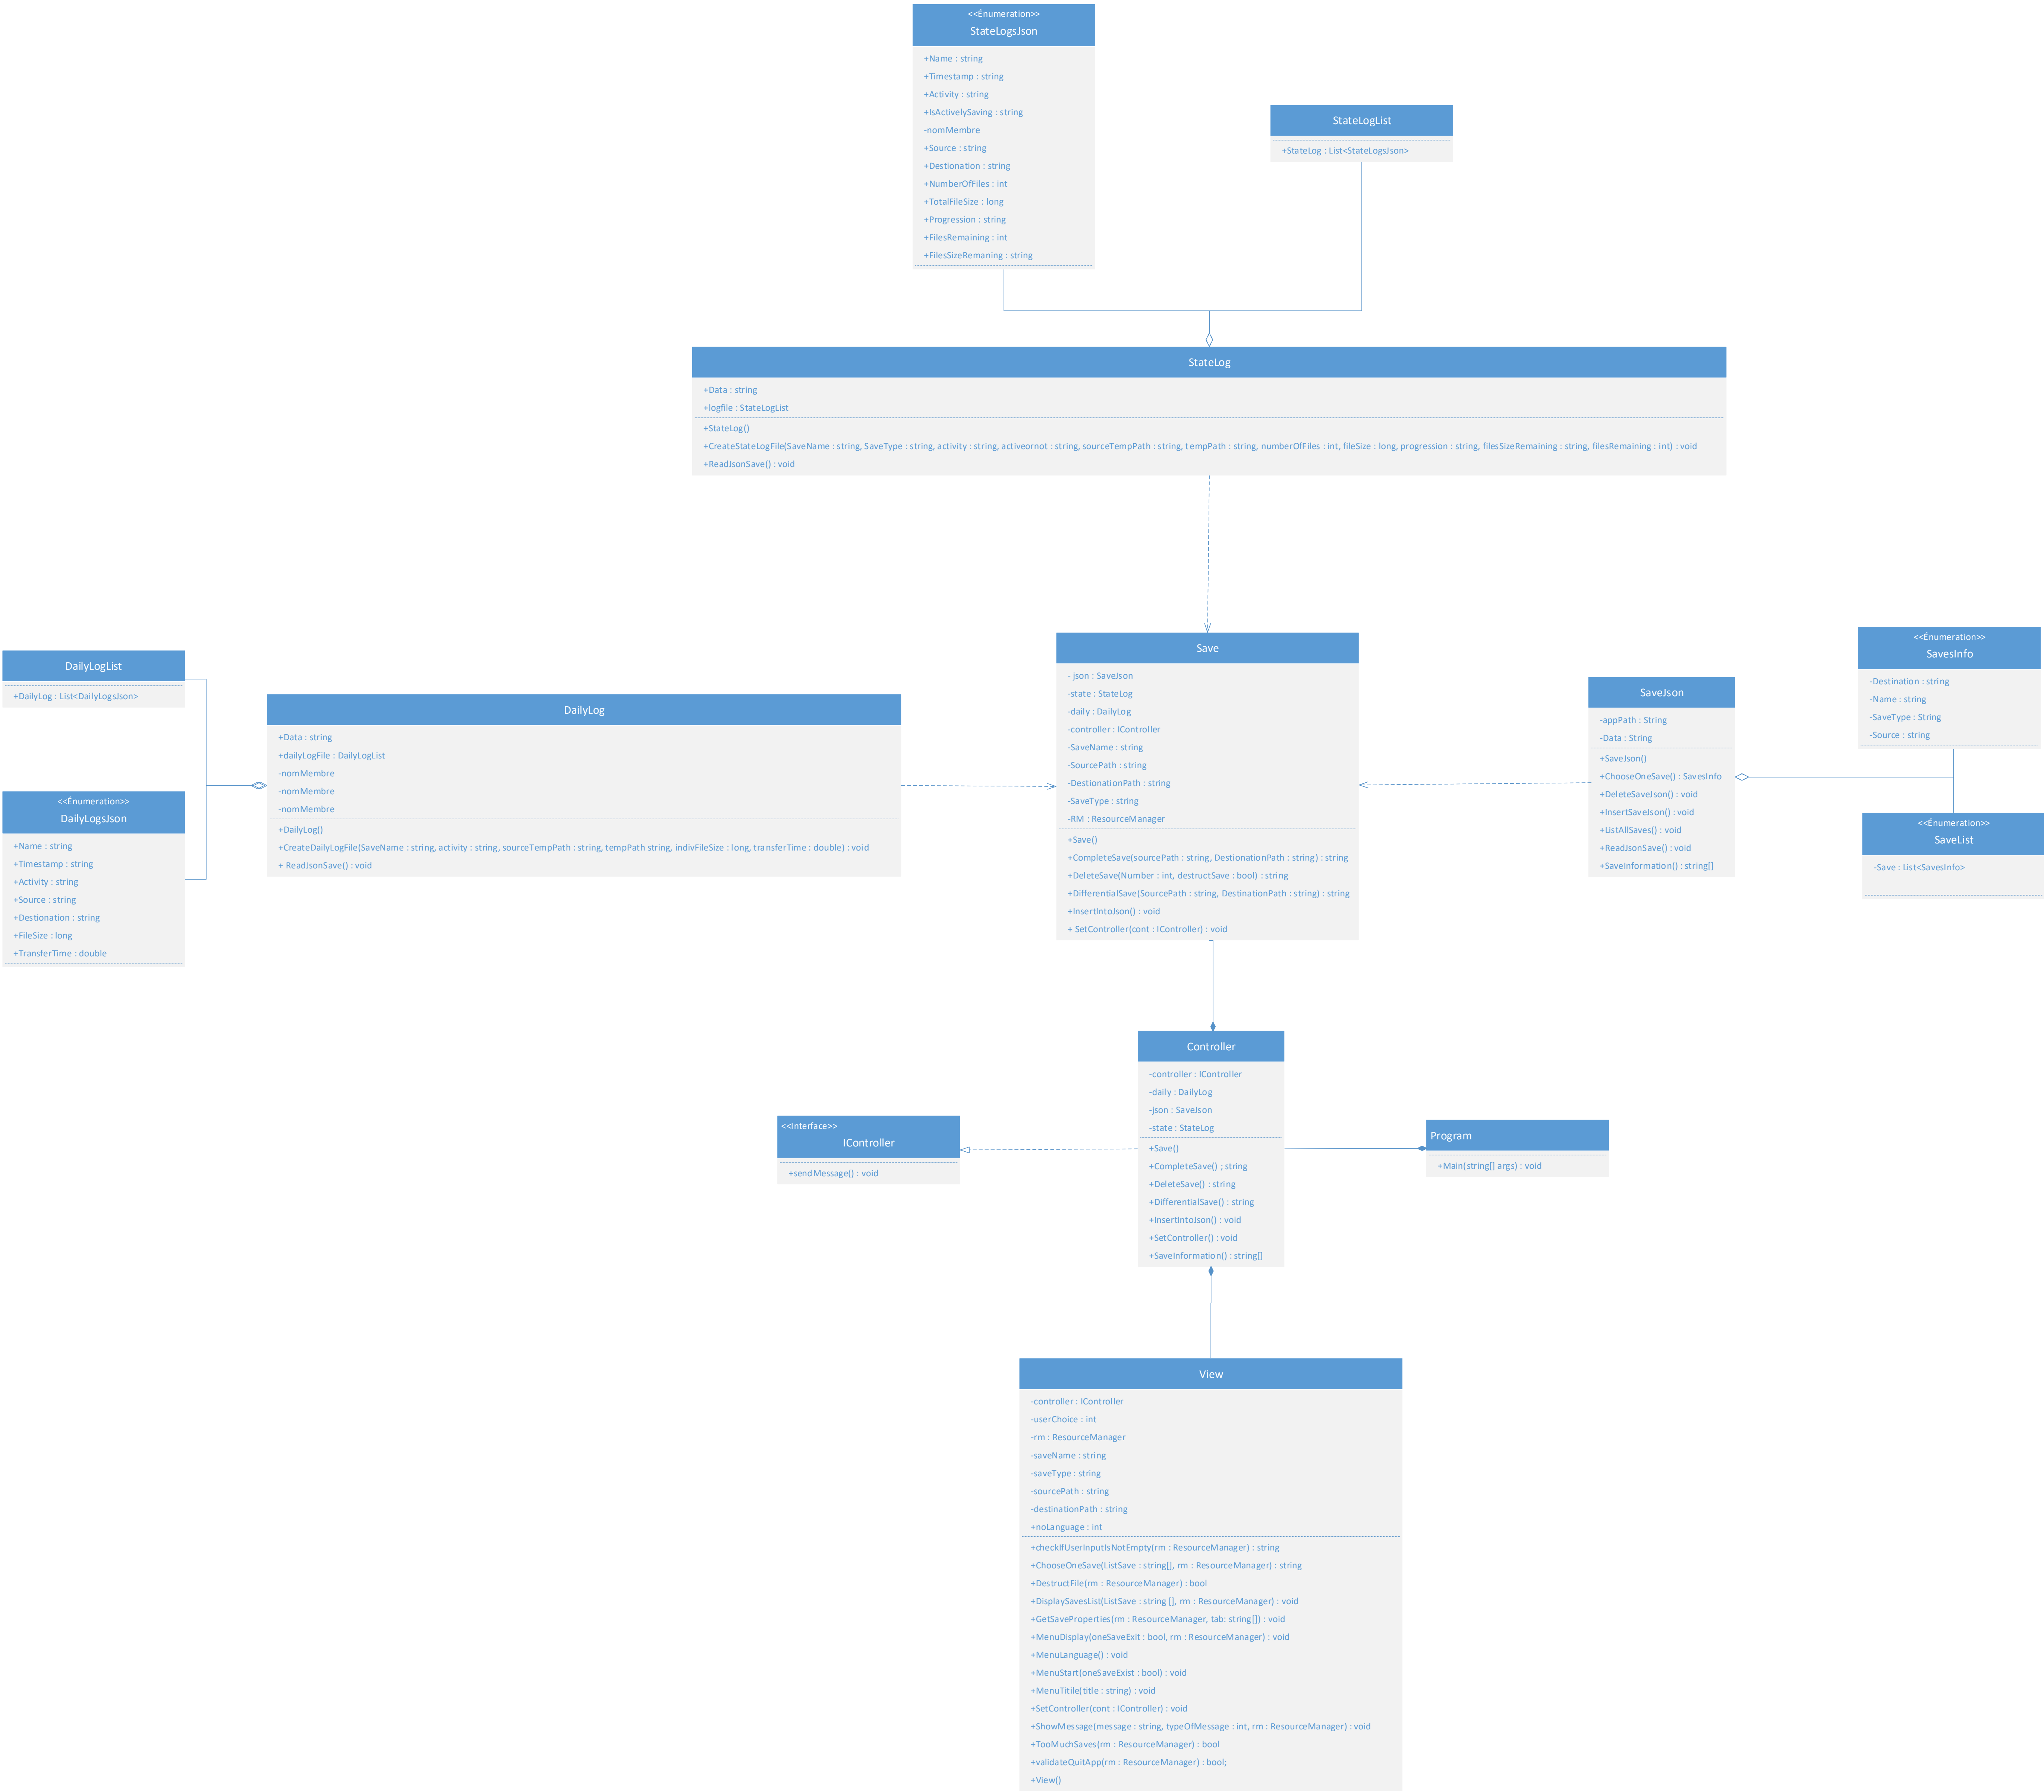 <<Énumeration>>
StateLogsJson
+Name : string
+Timestamp : string
+Activity : string
+IsActivelySaving : string
-nomMembre
+Source : string
+Destionation : string
+NumberOfFiles : int
+TotalFileSize : long
+Progression : string
+FilesRemaining : int
+FilesSizeRemaning : string
StateLogList
+StateLog : List<StateLogsJson>
StateLog
+Data : string
+logfile : StateLogList
+StateLog()
+CreateStateLogFile(SaveName : string, SaveType : string, activity : string, activeornot : string, sourceTempPath : string, tempPath : string, numberOfFiles : int, fileSize : long, progression : string, filesSizeRemaining : string, filesRemaining : int) : void
+ReadJsonSave() : void
DailyLogList
+DailyLog : List<DailyLogsJson>
<<Énumeration>>
DailyLogsJson
+Name : string
+Timestamp : string
+Activity : string
+Source : string
+Destionation : string
+FileSize : long
+TransferTime : double
DailyLog
+Data : string
+dailyLogFile : DailyLogList
-nomMembre
-nomMembre
-nomMembre
+DailyLog()
+CreateDailyLogFile(SaveName : string, activity : string, sourceTempPath : string, tempPath string, indivFileSize : long, transferTime : double) : void
+ ReadJsonSave() : void
Save
- json : SaveJson
-state : StateLog
-daily : DailyLog
-controller : IController
-SaveName : string
-SourcePath : string
-DestionationPath : string
-SaveType : string
-RM : ResourceManager
+Save()
+CompleteSave(sourcePath : string, DestionationPath : string) : string
+DeleteSave(Number : int, destructSave : bool) : string
+DifferentialSave(SourcePath : string, DestinationPath : string) : string
+InsertIntoJson() : void
+ SetController(cont : IController) : void
SaveJson
-appPath : String
-Data : String
+SaveJson()
+ChooseOneSave() : SavesInfo
+DeleteSaveJson() : void
+InsertSaveJson() : void
+ListAllSaves() : void
+ReadJsonSave() : void
+SaveInformation() : string[]
<<Énumeration>>
SavesInfo
-Destination : string
-Name : string
-SaveType : String
-Source : string
<<Énumeration>>
SaveList
-Save : List<SavesInfo>
Controller
-controller : IController
-daily : DailyLog
-json : SaveJson
-state : StateLog
+Save()
+CompleteSave() ; string
+DeleteSave() : string
+DifferentialSave() : string
+InsertIntoJson() : void
+SetController() : void
+SaveInformation() : string[]
<<Interface>>
IController
+sendMessage() : void
Program
+Main(string[] args) : void
View
-controller : IController
-userChoice : int
-rm : ResourceManager
-saveName : string
-saveType : string
-sourcePath : string
-destinationPath : string
+noLanguage : int
+checkIfUserInputIsNotEmpty(rm : ResourceManager) : string
+ChooseOneSave(ListSave : string[], rm : ResourceManager) : string
+DestructFile(rm : ResourceManager) : bool
+DisplaySavesList(ListSave : string [], rm : ResourceManager) : void
+GetSaveProperties(rm : ResourceManager, tab: string[]) : void
+MenuDisplay(oneSaveExit : bool, rm : ResourceManager) : void
+MenuLanguage() : void
+MenuStart(oneSaveExist : bool) : void
+MenuTitile(title : string) : void
+SetController(cont : IController) : void
+ShowMessage(message : string, typeOfMessage : int, rm : ResourceManager) : void
+TooMuchSaves(rm : ResourceManager) : bool
+validateQuitApp(rm : ResourceManager) : bool;
+View()